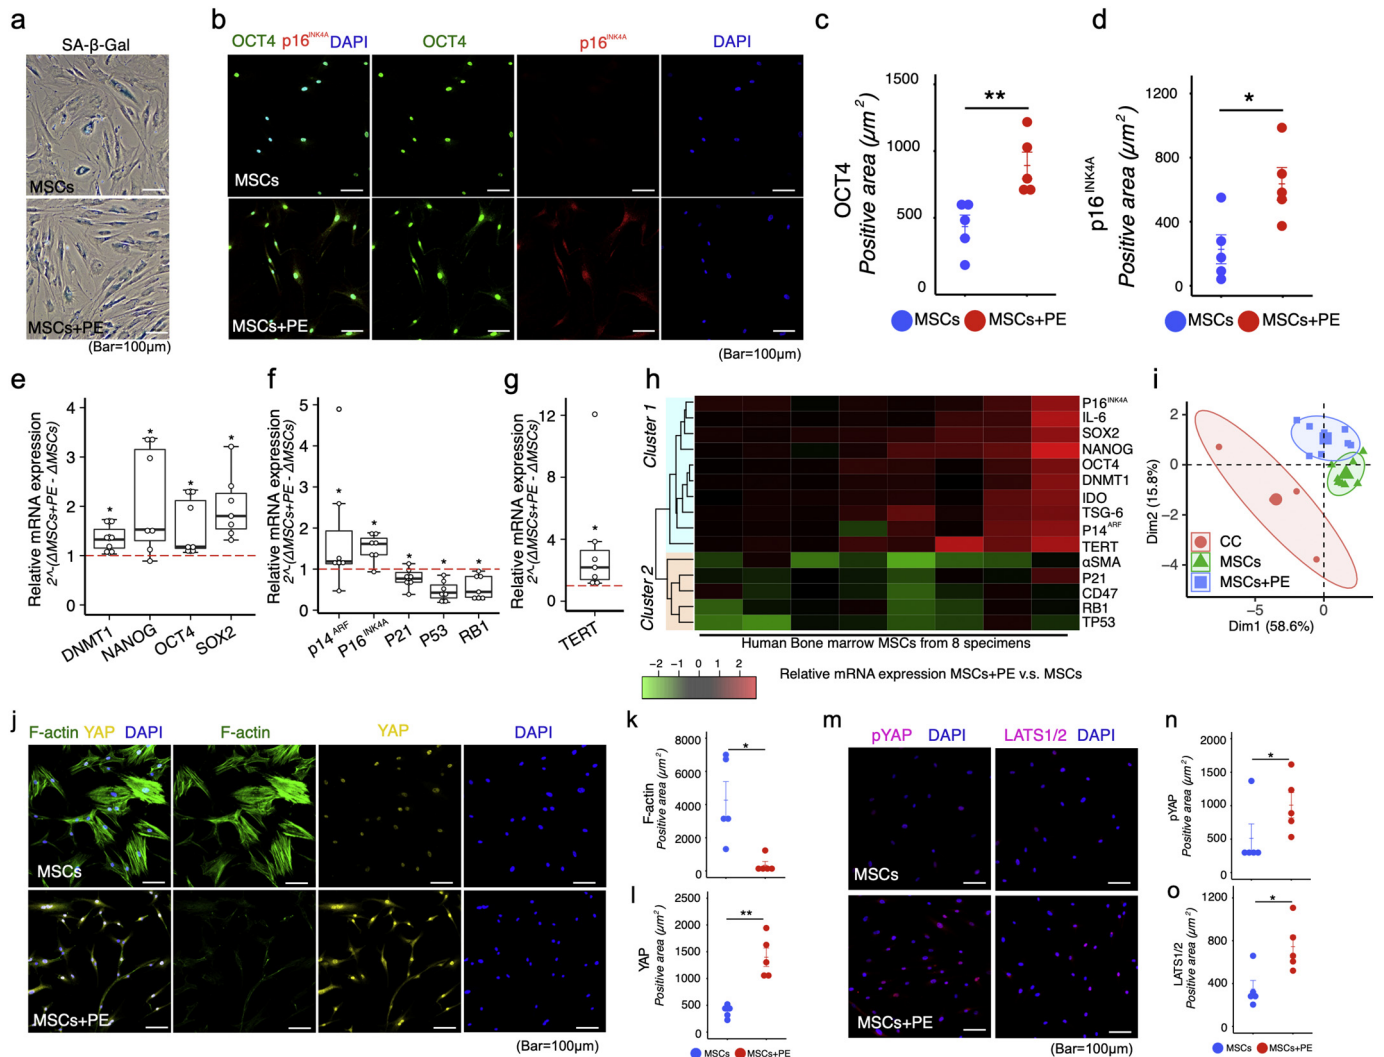 a
SA-β-Gal
MSCs
MSCs+PE
(Bar=100μm)
b
OCT4 p16INK4A DAPI
OCT4
p16INK4A
DAPI
MSCs
MSCs+PE
(Bar=100μm)
c
OCT4
Positive area (μm²)
1500
1000
500
0
**
MSCs MSCs+PE
d
p16INK4A
Positive area (μm²)
1200
800
400
0
*
MSCs MSCs+PE
e
Relative mRNA expression
2^-(ΔMSCs+PE - ΔMSCs)
4
3
2
1
0
* * * *
DNMT1 NANOG OCT4 SOX2
f
Relative mRNA expression
2^-(ΔMSCs+PE - ΔMSCs)
5
4
3
2
1
0
* * * * *
p14ARF P16INK4A P21 P53 RB1
g
Relative mRNA expression
2^-(ΔMSCs+PE - ΔMSCs)
12
8
4
0
*
TERT
h
Cluster 1
Cluster 2
P16INK4A
IL-6
SOX2
NANOG
OCT4
DNMT1
IDO
TSG-6
P14ARF
TERT
αSMA
P21
CD47
RB1
TP53
Human Bone marrow MSCs from 8 specimens
−2 −1 0 1 2
Relative mRNA expression MSCs+PE v.s. MSCs
i
Dim2 (15.8%)
2
0
−2
−4
CC
MSCs
MSCs+PE
−5 0
Dim1 (58.6%)
j
F-actin YAP DAPI
F-actin
YAP
DAPI
MSCs
MSCs+PE
(Bar=100μm)
k
F-actin
Positive area (μm²)
8000
6000
4000
2000
0
*
l
YAP
Positive area (μm²)
2500
2000
1500
1000
500
0
**
MSCs MSCs+PE
m
pYAP DAPI
LATS1/2 DAPI
MSCs
MSCs+PE
(Bar=100μm)
n
pYAP
Positive area (μm²)
2000
1500
1000
500
0
*
o
LATS1/2
Positive area (μm²)
1200
800
400
0
*
MSCs MSCs+PE